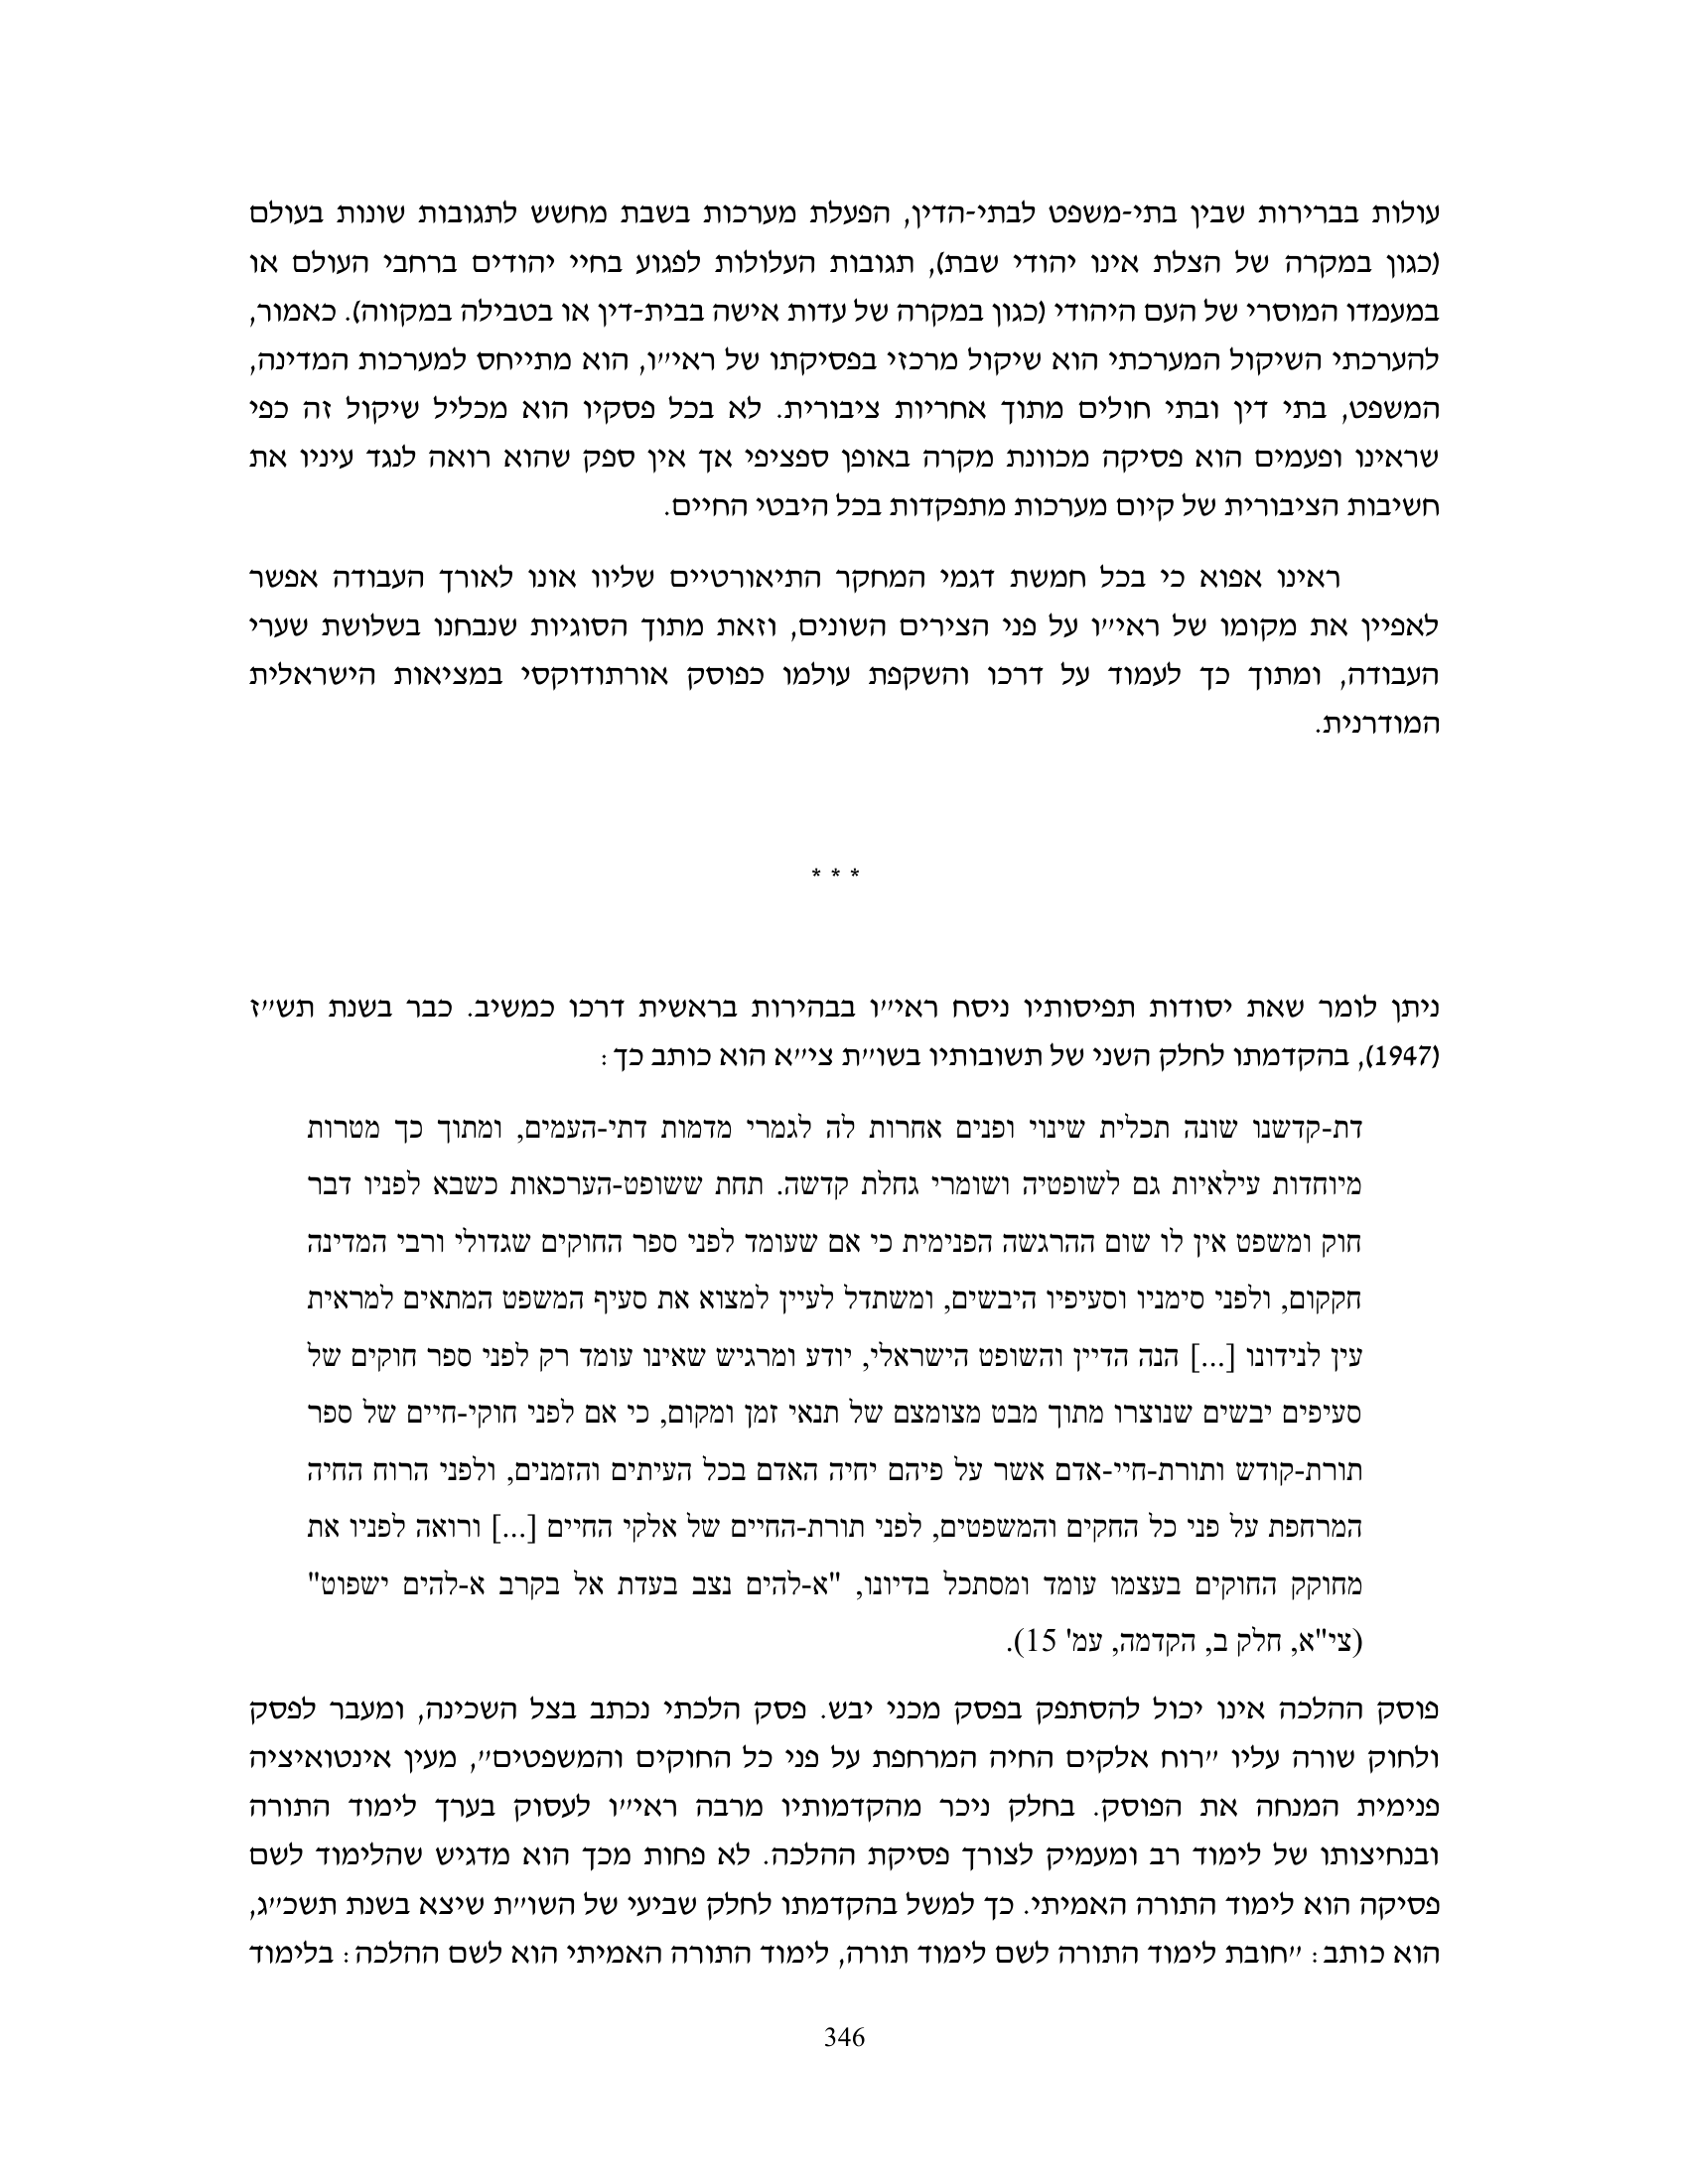 עולות בברירות שבין בתי-משפט לבתי-הדין, הפעלת מערכות בשבת מחשש לתגובות שונות בעולם
(כגון במקרה של הצלת אינו יהודי שבת), תגובות העלולות לפגוע בחיי יהודים ברחבי העולם או
במעמדו המוסרי של העם היהודי (כגון במקרה של עדות אישה בבית-דין או בטבילה במקווה). כאמור,
להערכתי השיקול המערכתי הוא שיקול מרכזי בפסיקתו של ראי״ו, הוא מתייחס למערכות המדינה,
המשפט, בתי דין ובתי חולים מתוך אחריות ציבורית. לא בכל פסקיו הוא מכליל שיקול זה כפי
שראינו ופעמים הוא פסיקה מכוונת מקרה באופן ספציפי אך אין ספק שהוא רואה לנגד עיניו את
חשיבות הציבורית של קיום מערכות מתפקדות בכל היבטי החיים.
ראינו אפוא כי בכל חמשת דגמי המחקר התיאורטיים שליוו אונו לאורך העבודה אפשר
לאפיין את מקומו של ראי״ו על פני הצירים השונים, וזאת מתוך הסוגיות שנבחנו בשלושת שערי
העבודה, ומתוך כך לעמוד על דרכו והשקפת עולמו כפוסק אורתודוקסי במציאות הישראלית
המודרנית.
* * *
ניתן לומר שאת יסודות תפיסותיו ניסח ראי״ו בבהירות בראשית דרכו כמשיב. כבר בשנת תש״ז
(1947), בהקדמתו לחלק השני של תשובותיו בשו״ת צי״א הוא כותב כך:
דת-קדשנו שונה תכלית שינוי ופנים אחרות לה לגמרי מדמות דתי-העמים, ומתוך כך מטרות
מיוחדות עילאיות גם לשופטיה ושומרי גחלת קדשה. תחת ששופט-הערכאות כשבא לפניו דבר
חוק ומשפט אין לו שום ההרגשה הפנימית כי אם שעומד לפני ספר החוקים שגדולי ורבי המדינה
חקקום, ולפני סימניו וסעיפיו היבשים, ומשתדל לעיין למצוא את סעיף המשפט המתאים למראית
עין לנידונו [...] הנה הדיין והשופט הישראלי, יודע ומרגיש שאינו עומד רק לפני ספר חוקים של
סעיפים יבשים שנוצרו מתוך מבט מצומצם של תנאי זמן ומקום, כי אם לפני חוקי-חיים של ספר
תורת-קודש ותורת-חיי-אדם אשר על פיהם יחיה האדם בכל העיתים והזמנים, ולפני הרוח החיה
המרחפת על פני כל החקים והמשפטים, לפני תורת-החיים של אלקי החיים [...] ורואה לפניו את
מחוקק החוקים בעצמו עומד ומסתכל בדיונו, "א-להים נצב בעדת אל בקרב א-להים ישפוט"
(צי"א, חלק ב, הקדמה, עמ' 15).
פוסק ההלכה אינו יכול להסתפק בפסק מכני יבש. פסק הלכתי נכתב בצל השכינה, ומעבר לפסק
ולחוק שורה עליו ״רוח אלקים החיה המרחפת על פני כל החוקים והמשפטים״, מעין אינטואיציה
פנימית המנחה את הפוסק. בחלק ניכר מהקדמותיו מרבה ראי״ו לעסוק בערך לימוד התורה
ובנחיצותו של לימוד רב ומעמיק לצורך פסיקת ההלכה. לא פחות מכך הוא מדגיש שהלימוד לשם
פסיקה הוא לימוד התורה האמיתי. כך למשל בהקדמתו לחלק שביעי של השו״ת שיצא בשנת תשכ״ג,
הוא כותב: ״חובת לימוד התורה לשם לימוד תורה, לימוד התורה האמיתי הוא לשם ההלכה: בלימוד
346